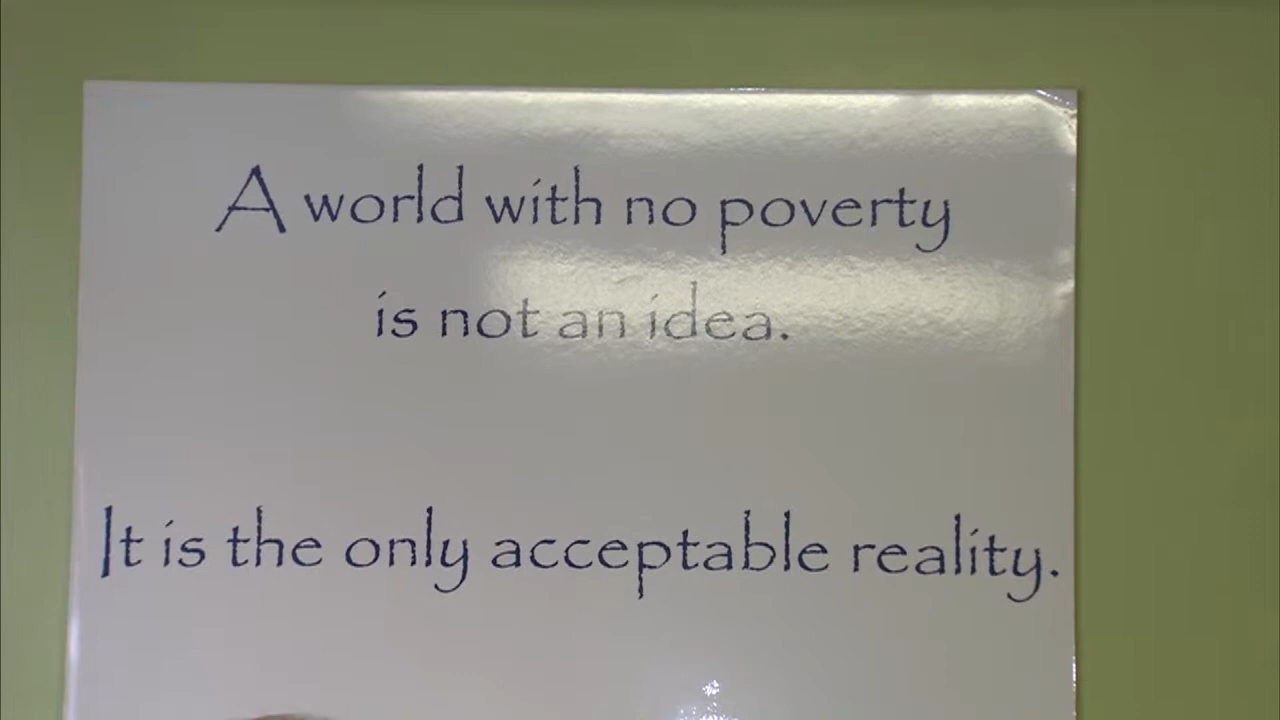 A world with no poverty
is not an idea.
It is the only acceptable reality.